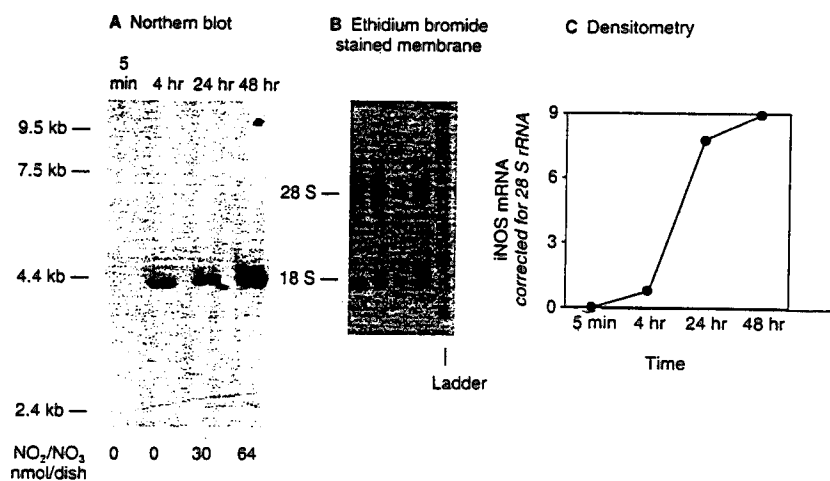 A Northern blot
5
min 4 hr 24 hr 48 hr
9.5 kb
7.5 kb
4.4 kb
2.4 kb
NO₂/NO₃ 0 0 30 64
nmol/dish
B Ethidium bromide
stained membrane
28 S
18 S
Ladder
C Densitometry
iNOS mRNA
corrected for 28 S rRNA
9
6
3
0
5 min 4 hr 24 hr 48 hr
Time